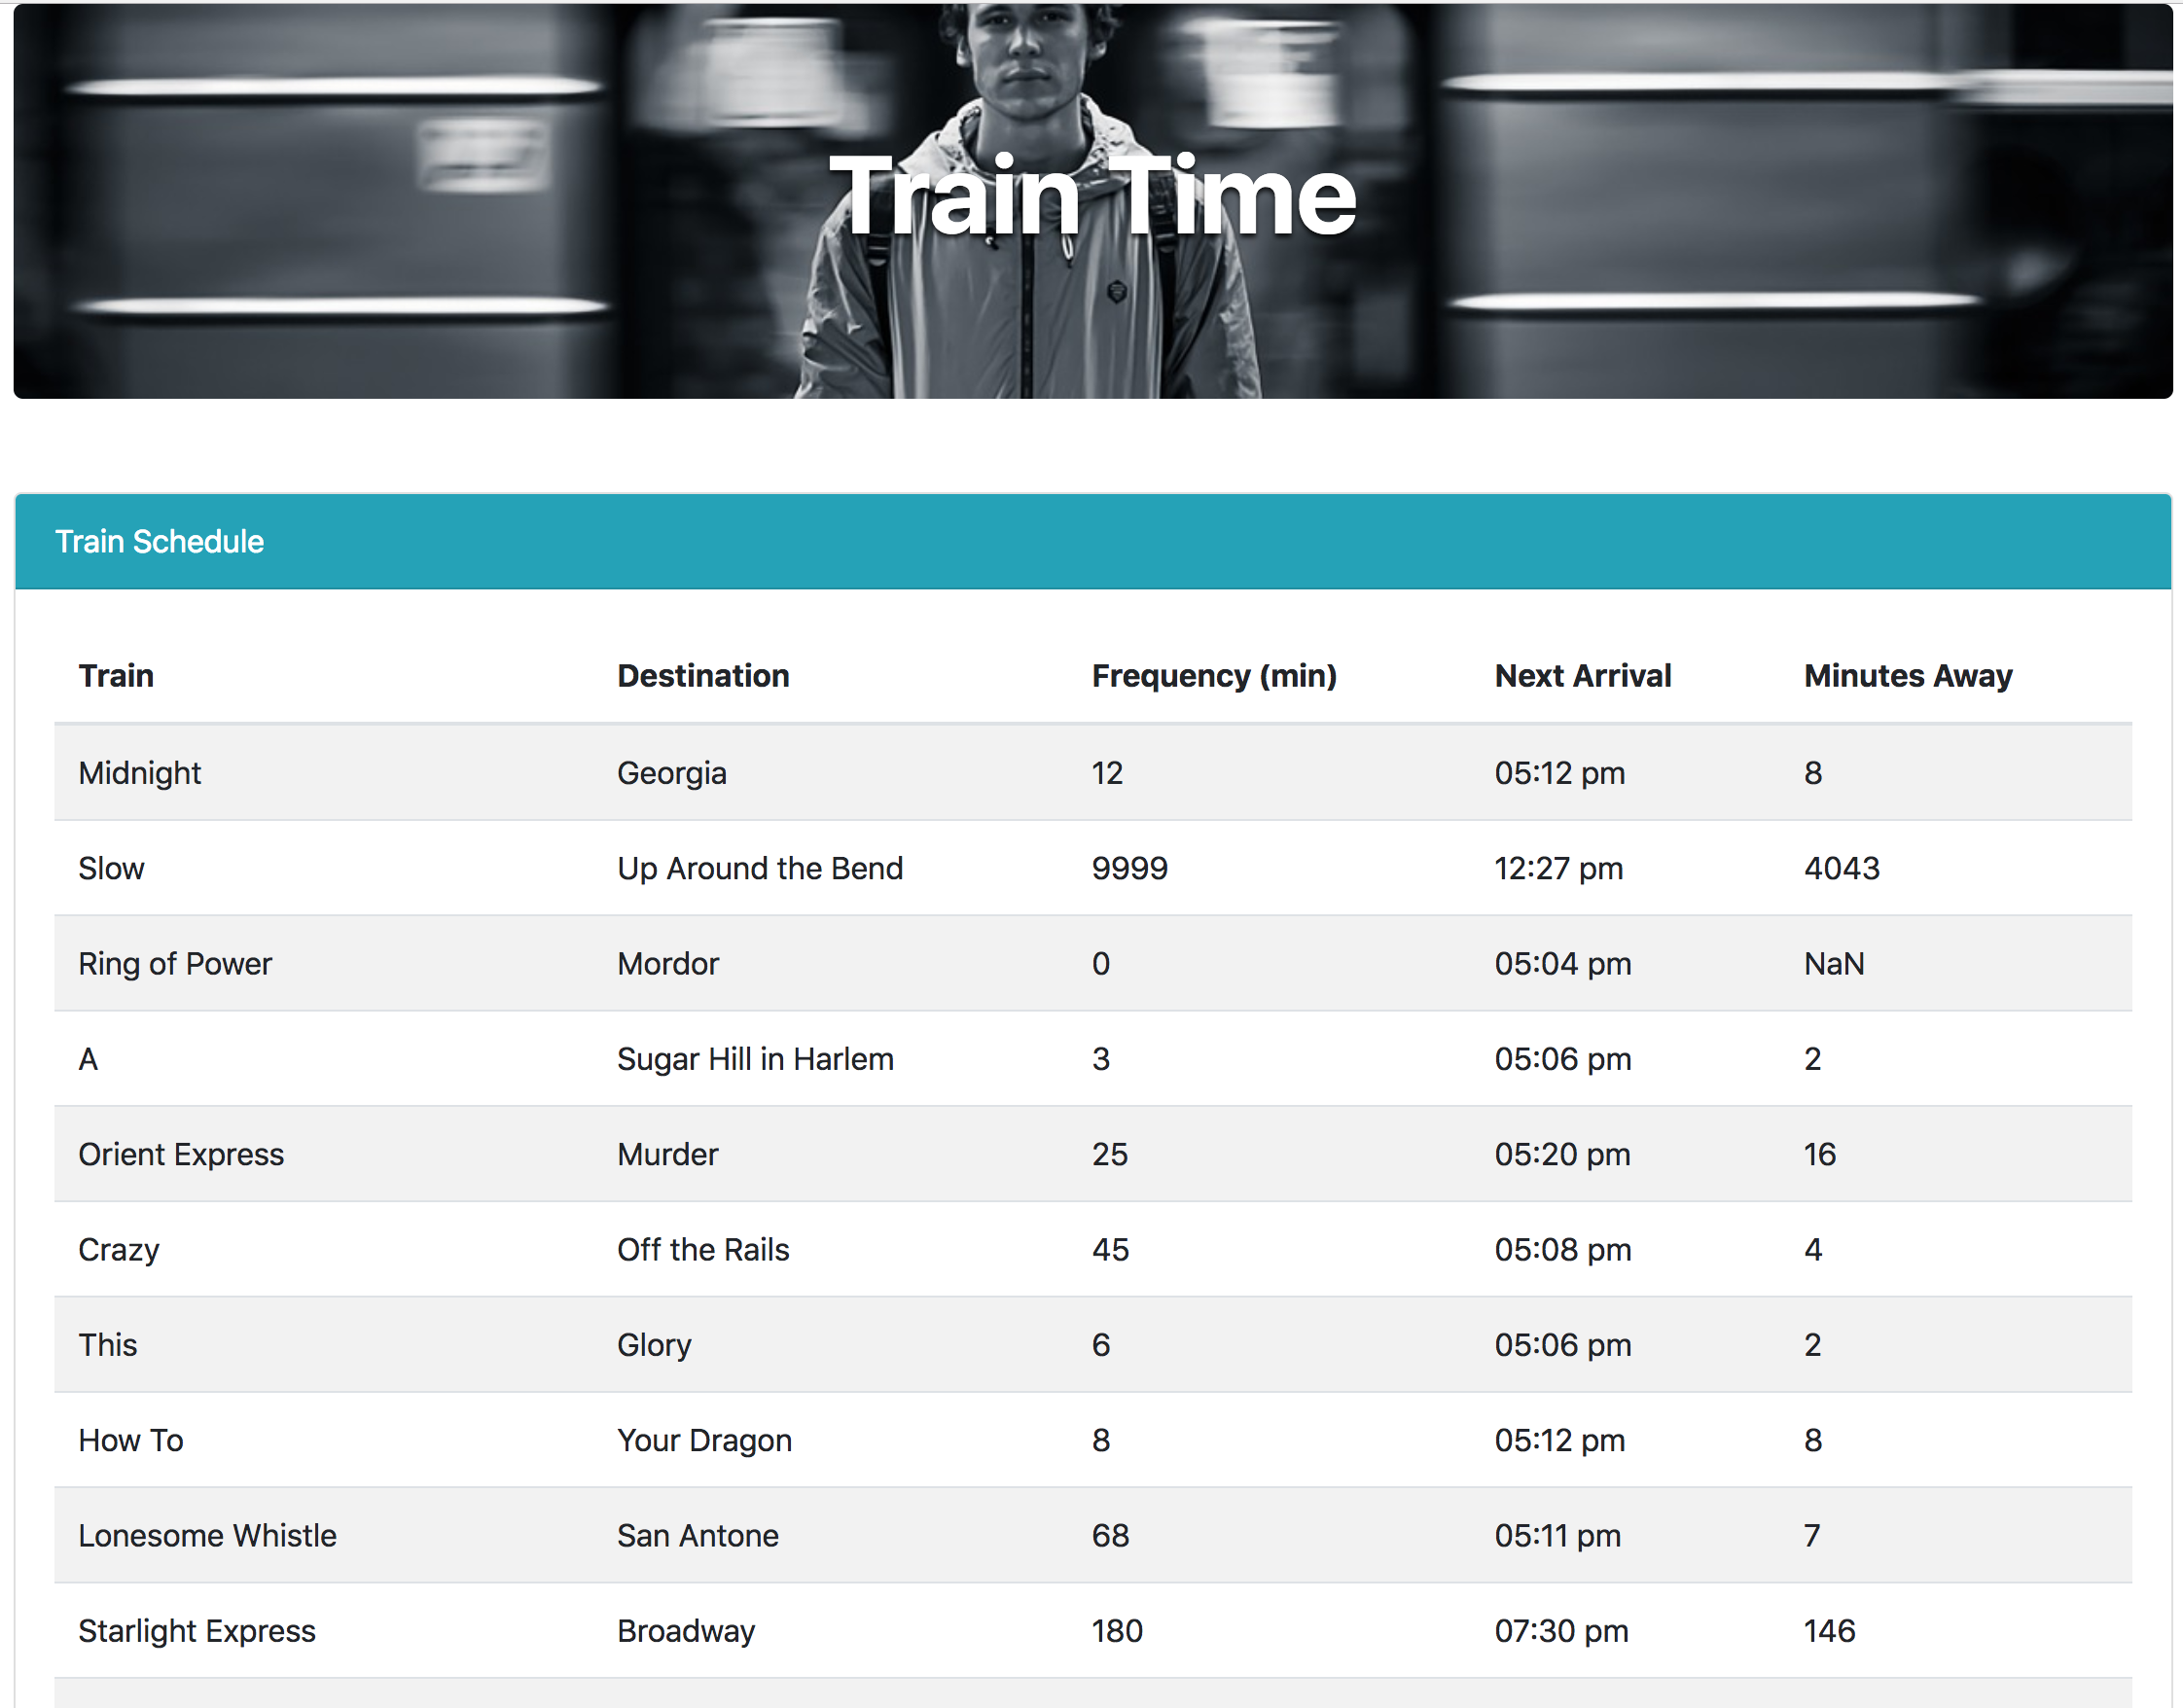 Train Time
Train Schedule
Train Destination Frequency (min) Next Arrival Minutes Away
Midnight Georgia 12 05:12 pm 8
Slow Up Around the Bend 9999 12:27 pm 4043
Ring of Power Mordor 0 05:04 pm NaN
A Sugar Hill in Harlem 3 05:06 pm 2
Orient Express Murder 25 05:20 pm 16
Crazy Off the Rails 45 05:08 pm 4
This Glory 6 05:06 pm 2
How To Your Dragon 8 05:12 pm 8
Lonesome Whistle San Antone 68 05:11 pm 7
Starlight Express Broadway 180 07:30 pm 146